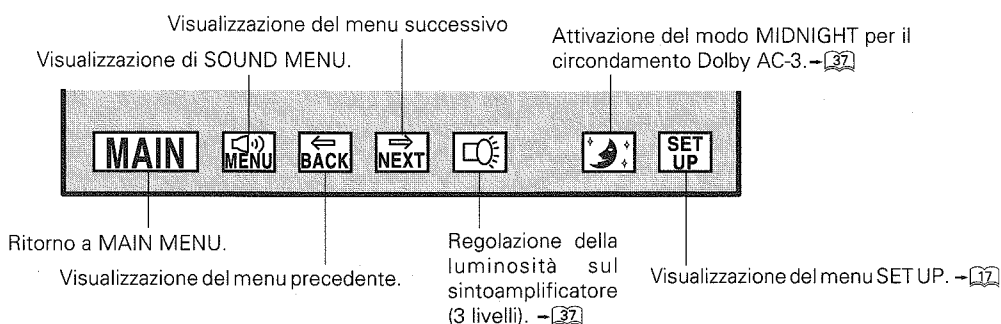 Visualizzazione del menu successivo
Attivazione del modo MIDNIGHT per il
circondamento Dolby AC-3.→37
Visualizzazione di SOUND MENU.
MAIN
MENU
BACK
NEXT
SET
UP
Ritorno a MAIN MENU.
Visualizzazione del menu precedente.
Regolazione della
luminosità sul
sintoamplificatore
(3 livelli). →37
Visualizzazione del menu SET UP. →17